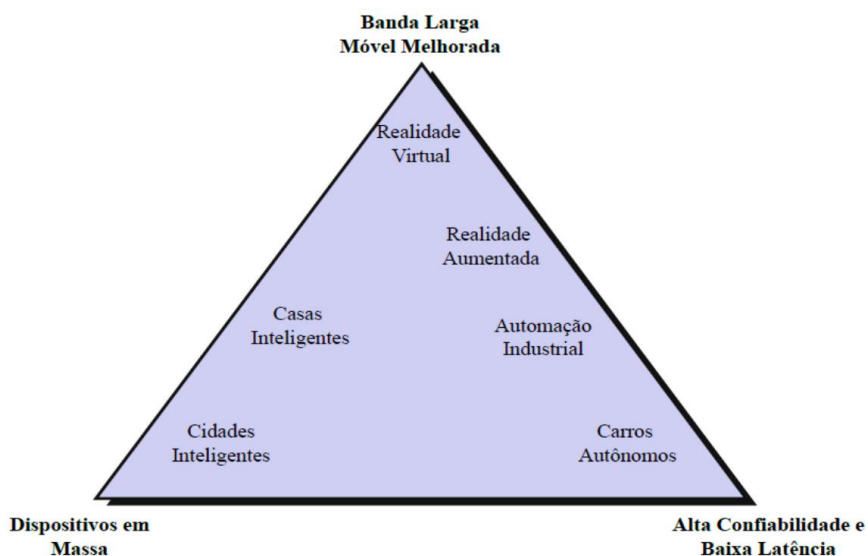 Banda Larga
Móvel Melhorada
Realidade
Virtual
Realidade
Aumentada
Casas
Inteligentes
Automação
Industrial
Cidades
Inteligentes
Carros
Autônomos
Dispositivos em
Massa
Alta Confiabilidade e
Baixa Latência